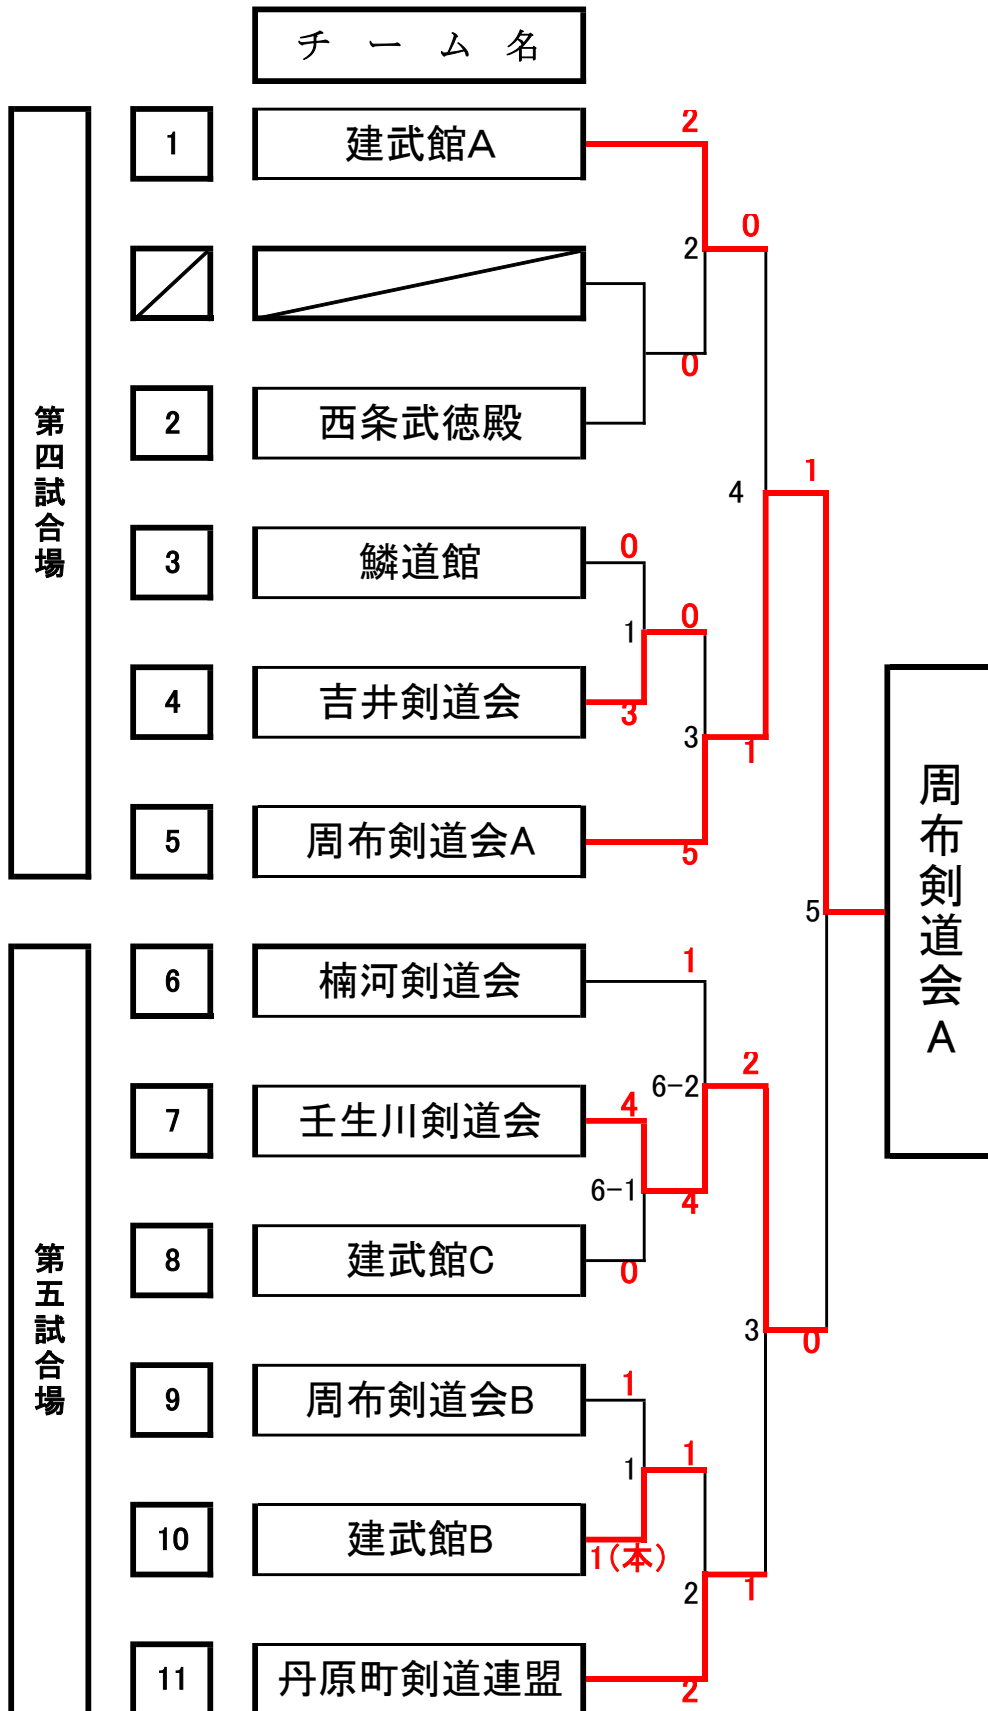 チーム名
第四試合場
1
建武館A
2
0
2
0
2
西条武徳殿
3
鱗道館
0
1
0
4
吉井剣道会
3
3
1
4
1
5
周布剣道会A
5
周布剣道会A
5
第五試合場
6
楠河剣道会
1
6-2
2
7
壬生川剣道会
4
6-1
4
8
建武館C
0
3
0
9
周布剣道会B
1
1
1
10
建武館B
1(本)
2
1
11
丹原町剣道連盟
2